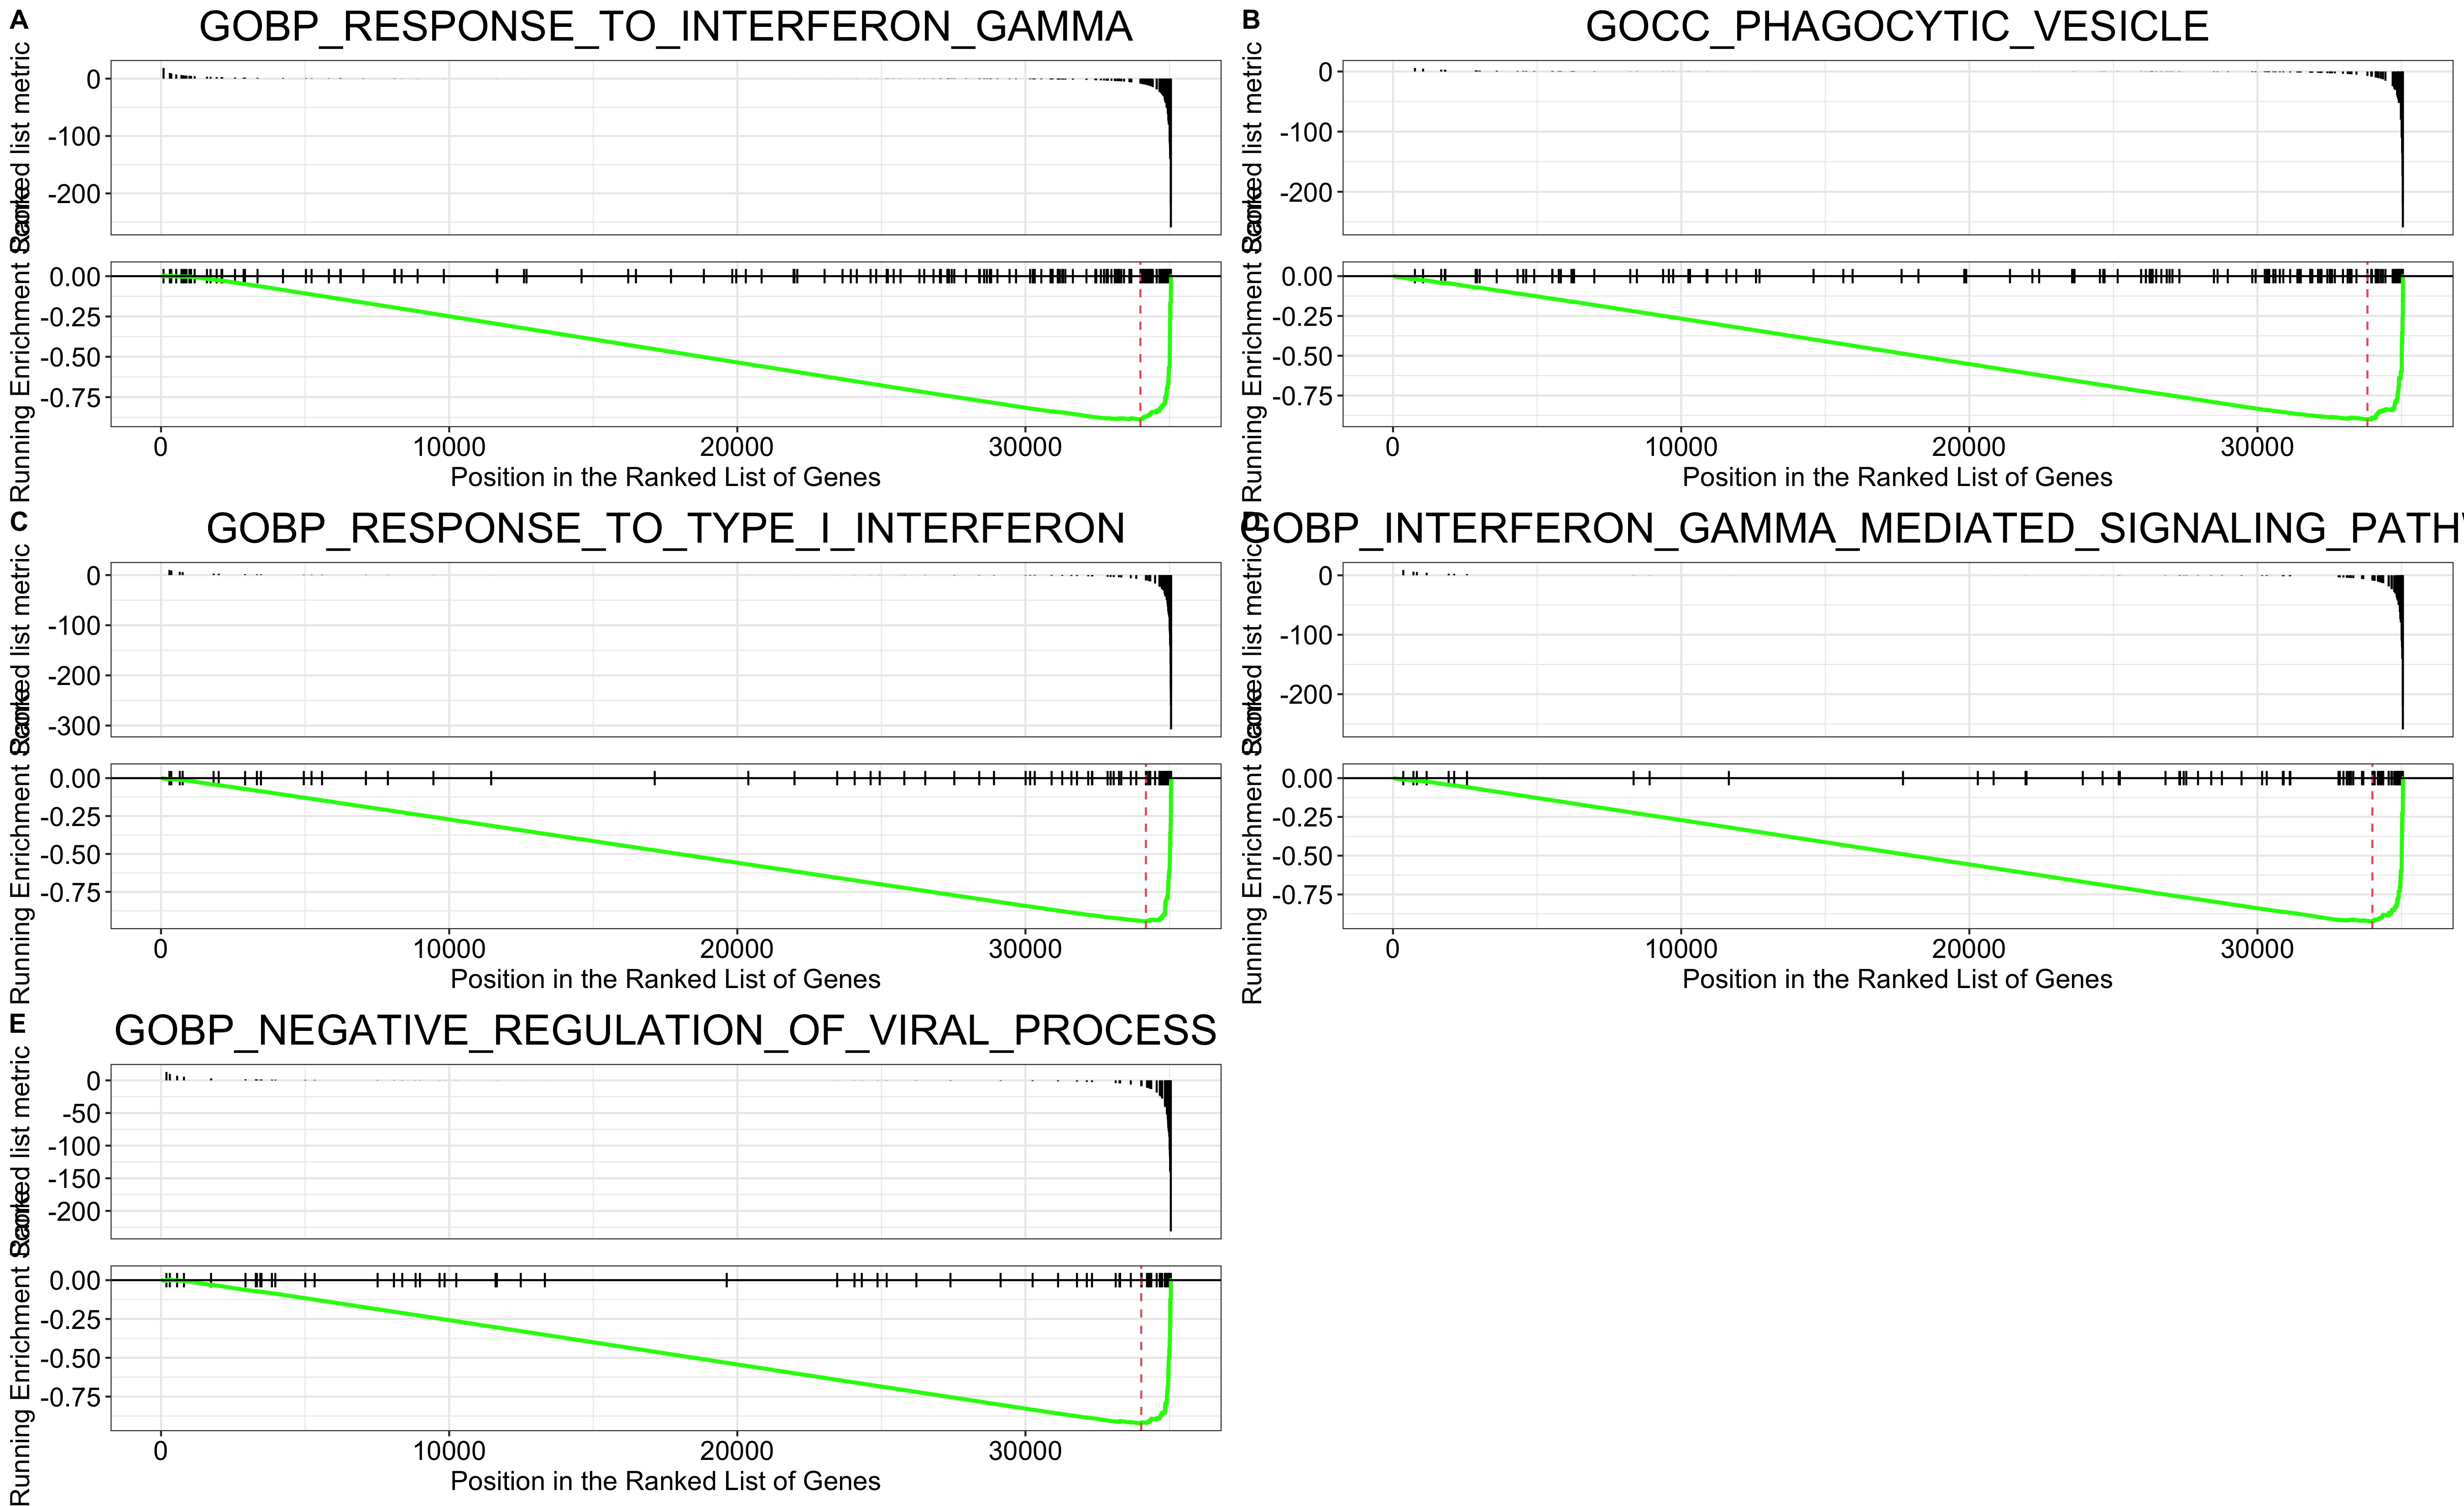 A
GOBP_RESPONSE_TO_INTERFERON_GAMMA
Ranked list metric
0
-100
-200
Running Enrichment Score
0.00
-0.25
-0.50
-0.75
0 10000 20000 30000
Position in the Ranked List of Genes
B
GOCC_PHAGOCYTIC_VESICLE
Ranked list metric
0
-100
-200
Running Enrichment Score
0.00
-0.25
-0.50
-0.75
0 10000 20000 30000
Position in the Ranked List of Genes
C
GOBP_RESPONSE_TO_TYPE_I_INTERFERON
Ranked list metric
0
-100
-200
-300
Running Enrichment Score
0.00
-0.25
-0.50
-0.75
0 10000 20000 30000
Position in the Ranked List of Genes
D
GOBP_INTERFERON_GAMMA_MEDIATED_SIGNALING_PATH
Ranked list metric
0
-100
-200
Running Enrichment Score
0.00
-0.25
-0.50
-0.75
0 10000 20000 30000
Position in the Ranked List of Genes
E
GOBP_NEGATIVE_REGULATION_OF_VIRAL_PROCESS
Ranked list metric
0
-50
-100
-150
-200
Running Enrichment Score
0.00
-0.25
-0.50
-0.75
0 10000 20000 30000
Position in the Ranked List of Genes